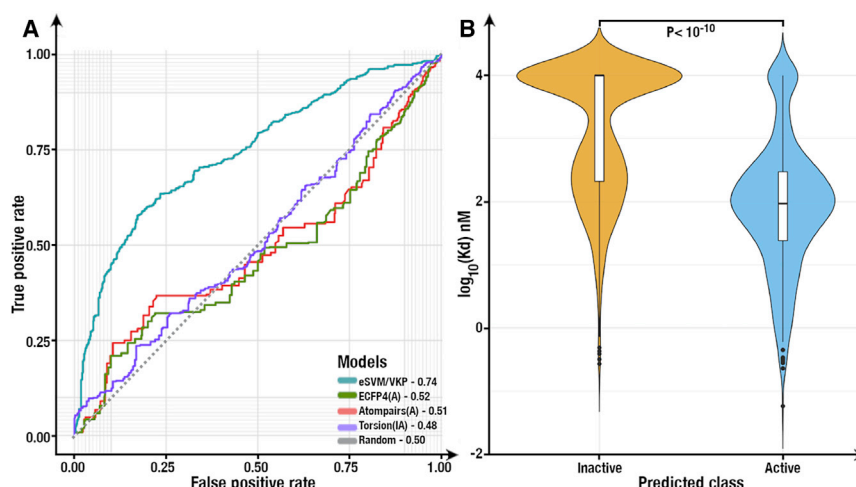 A
True positive rate
1.00
0.75
0.50
0.25
0.00
0.00 0.25 0.50 0.75 1.00
False positive rate
Models
eSVM/VKP - 0.74
ECFP4(A) - 0.52
Atompairs(A) - 0.51
Torsion(IA) - 0.48
Random - 0.50
B
P< 10-10
log10(Kd) nM
4
2
0
-2
Inactive Active
Predicted class